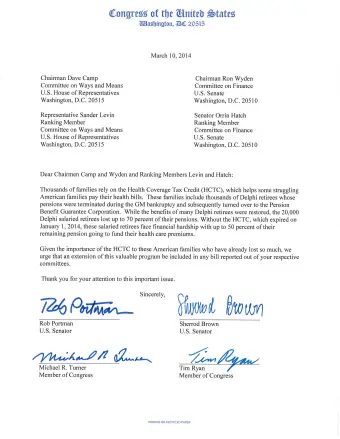 Congress of the United States
Washington, DC 20515
March 10, 2014
Chairman Dave Camp
Committee on Ways and Means
U.S. House of Representatives
Washington, D.C. 20515
Chairman Ron Wyden
Committee on Finance
U.S. Senate
Washington, D.C. 20510
Representative Sander Levin
Ranking Member
Committee on Ways and Means
U.S. House of Representatives
Washington, D.C. 20515
Senator Orrin Hatch
Ranking Member
Committee on Finance
U.S. Senate
Washington, D.C. 20510
Dear Chairman Camp and Wyden and Ranking Members Levin and Hatch:
Thousands of families rely on the Health Coverage Tax Credit (HCTC), which helps some struggling
American families pay their health bills. These families include thousands of Delphi retirees whose
pensions were terminated during the GM bankruptcy and subsequently turned over to the Pension
Benefit Guarantee Corporation. While the benefits of many Delphi retirees were restored, the 20,000
Delphi salaried retirees lost up to 70 percent of their pensions. Without the HCTC, which expired on
January 1, 2014, these salaried retirees face financial hardship with up to 50 percent of their
remaining pension going to fund their health care premiums.
Given the importance of the HCTC to these American families who have already lost so much, we
urge that an extension of this valuable program be included in any bill reported out of your respective
committees.
Thank you for your attention to this important issue.
Sincerely,
Rob Portman
Sherrod Brown
Rob Portman
U.S. Senator
Sherrod Brown
U.S. Senator
Michael R Turner
Tim Ryan
Michael R. Turner
Member of Congress
Tim Ryan
Member of Congress
PRINTED ON RECYCLED PAPER